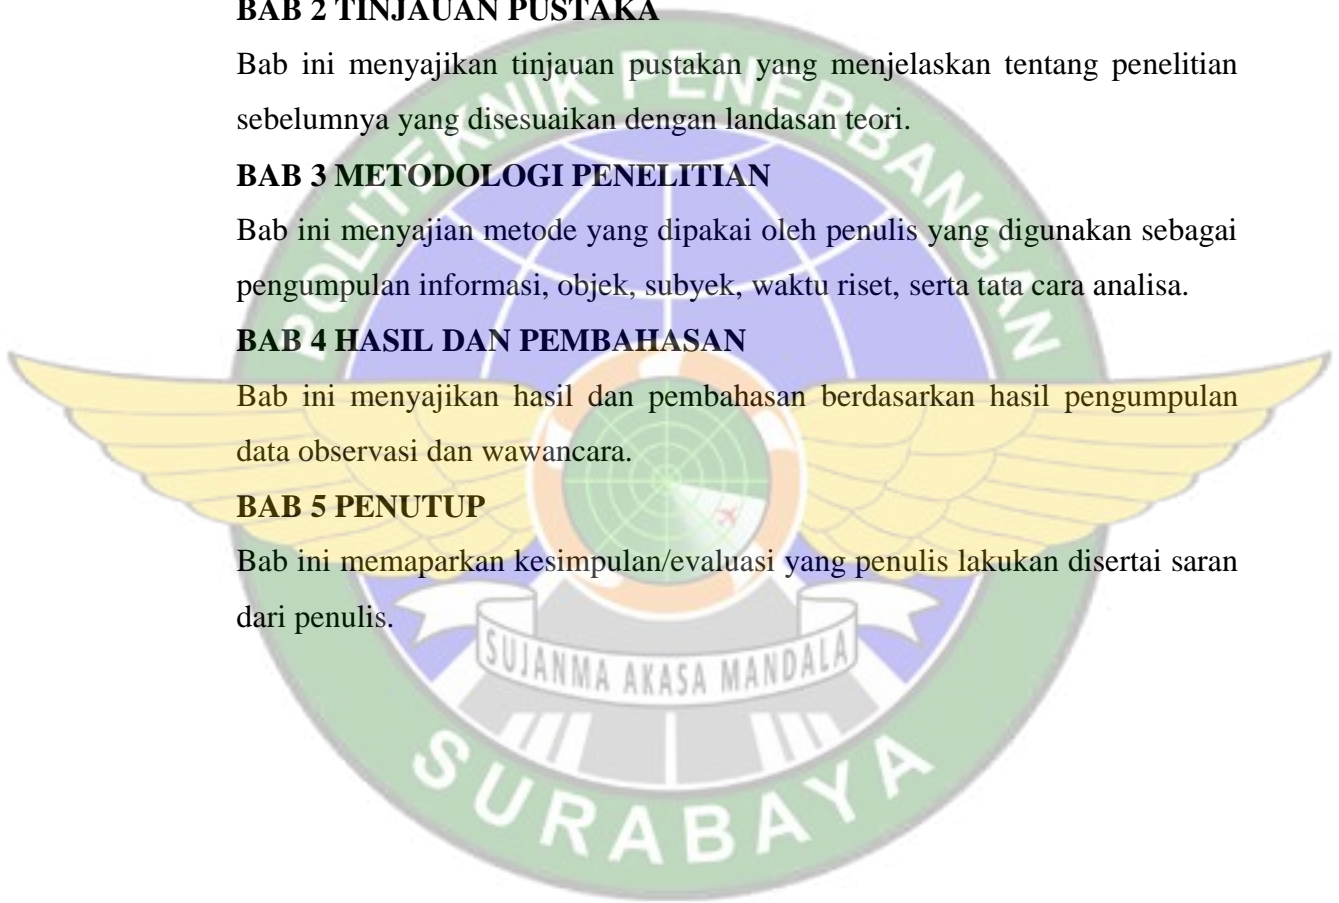 BAB 2 TINJAUAN PUSTAKA
Bab ini menyajikan tinjauan pustakan yang menjelaskan tentang penelitian
sebelumnya yang disesuaikan dengan landasan teori.
BAB 3 METODOLOGI PENELITIAN
Bab ini menyajian metode yang dipakai oleh penulis yang digunakan sebagai
pengumpulan informasi, objek, subyek, waktu riset, serta tata cara analisa.
BAB 4 HASIL DAN PEMBAHASAN
Bab ini menyajikan hasil dan pembahasan berdasarkan hasil pengumpulan
data observasi dan wawancara.
BAB 5 PENUTUP
Bab ini memaparkan kesimpulan/evaluasi yang penulis lakukan disertai saran
dari penulis.
POLITEKNIK PENERBANGAN
SUJANMA AKASA MANDALA
SURABAYA